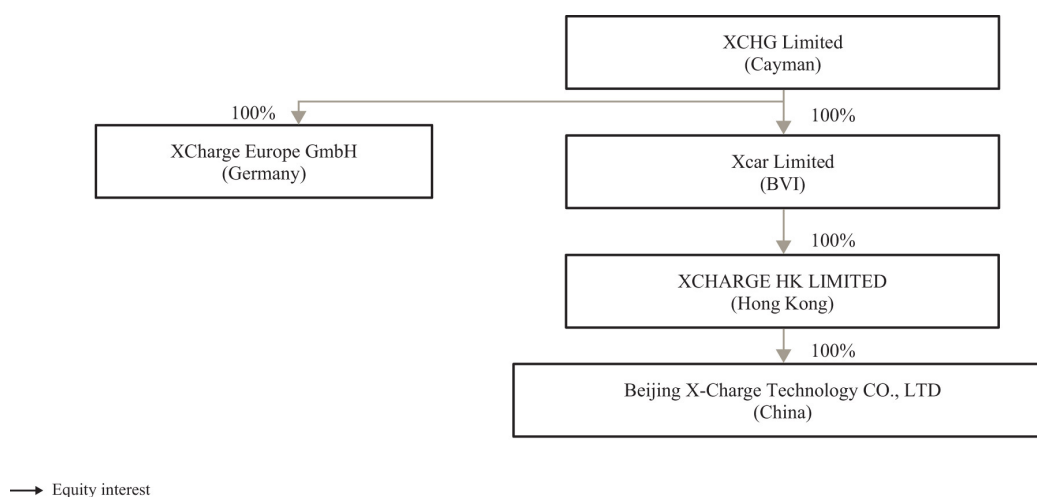 XCHG Limited
(Cayman)
100%
100%
XCharge Europe GmbH
(Germany)
Xcar Limited
(BVI)
100%
XCHARGE HK LIMITED
(Hong Kong)
100%
Beijing X-Charge Technology CO., LTD
(China)
Equity interest